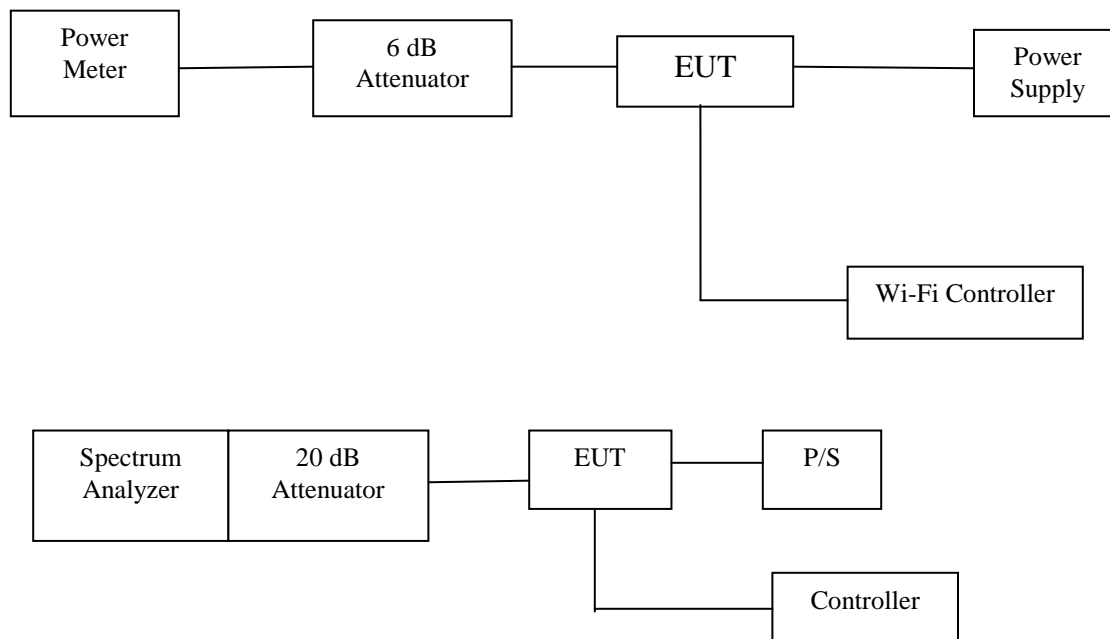 Power
Meter
6 dB
Attenuator
EUT
Power
Supply
Wi-Fi Controller
Spectrum
Analyzer
20 dB
Attenuator
EUT
P/S
Controller